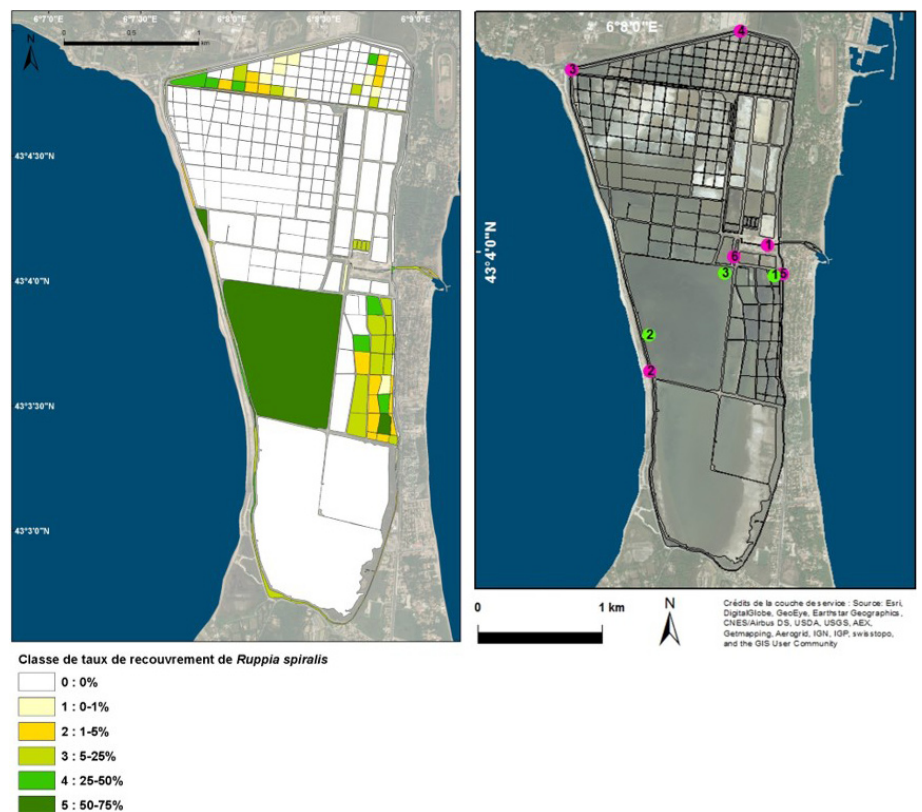 6°7'0"E 6°7'30"E 6°8'0"E 6°8'30"E 6°9'0"E
0 0.5 1
km
N
43°4'30"N
43°4'0"N
43°3'30"N
43°3'0"N
6°8'0"E
43°4'0"N
4
3
1
6
3
1
5
2
2
0 1 km
N
Crédits de la couche de service : Source: Esri,
DigitalGlobe, GeoEye, Earthstar Geographics,
CNES/Airbus DS, USDA, USGS, AEX,
Getmapping, Aerogrid, IGN, IGP, swisstopo,
and the GIS User Community
Classe de taux de recouvrement de Ruppia spiralis
0 : 0%
1 : 0-1%
2 : 1-5%
3 : 5-25%
4 : 25-50%
5 : 50-75%